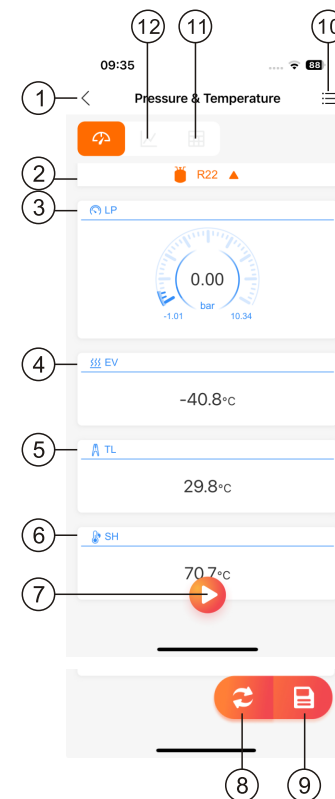 12
11
10
09:35
88
1
Pressure & Temperature
2
R22
3
LP
0.00
bar
-1.01
10.34
4
EV
-40.8°C
5
TL
29.8°C
6
SH
70.7°C
7
8
9